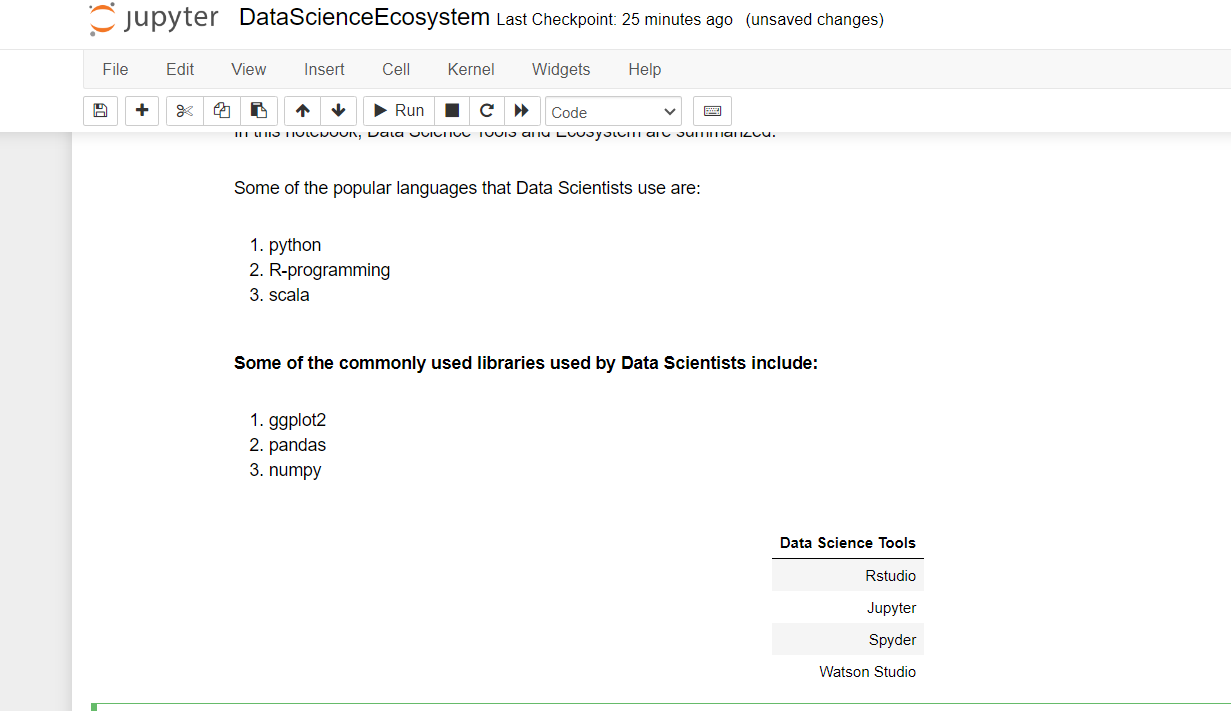 jupyter DataScienceEcosystem Last Checkpoint: 25 minutes ago (unsaved changes)
File Edit View Insert Cell Kernel Widgets Help
Run Code
In this notebook, Data Science Tools and Ecosystem are summarized.
Some of the popular languages that Data Scientists use are:
1. python
2. R-programming
3. scala
Some of the commonly used libraries used by Data Scientists include:
1. ggplot2
2. pandas
3. numpy
Data Science Tools
Rstudio
Jupyter
Spyder
Watson Studio